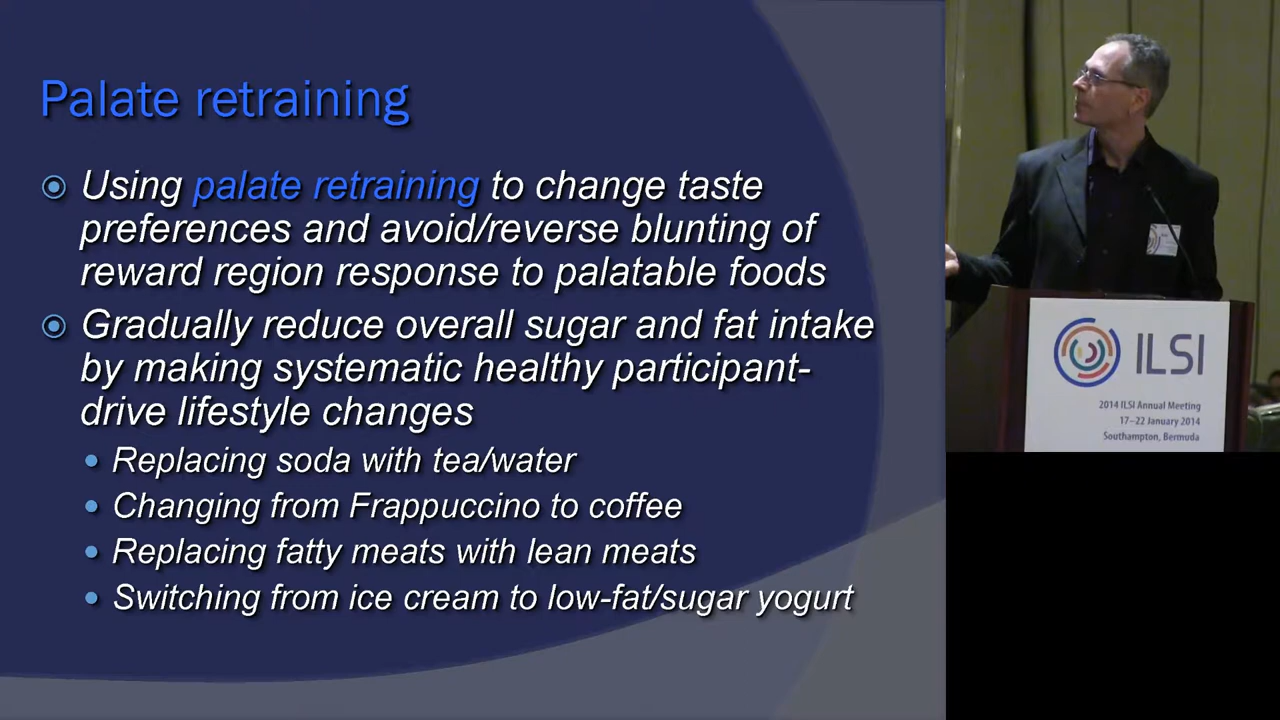 Palate retraining
Using palate retraining to change taste
preferences and avoid/reverse blunting of
reward region response to palatable foods
Gradually reduce overall sugar and fat intake
by making systematic healthy participant-
drive lifestyle changes
Replacing soda with tea/water
Changing from Frappuccino to coffee
Replacing fatty meats with lean meats
Switching from ice cream to low-fat/sugar yogurt
ILSI
2014 ILSI Annual Meeting
17–22 January 2014
Southampton, Bermuda